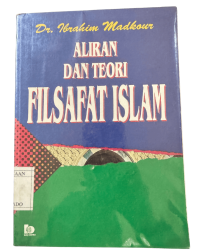 Dr. Ibrahim Madkour
ALIRAN
DAN TEORI
FILSAFAT ISLAM